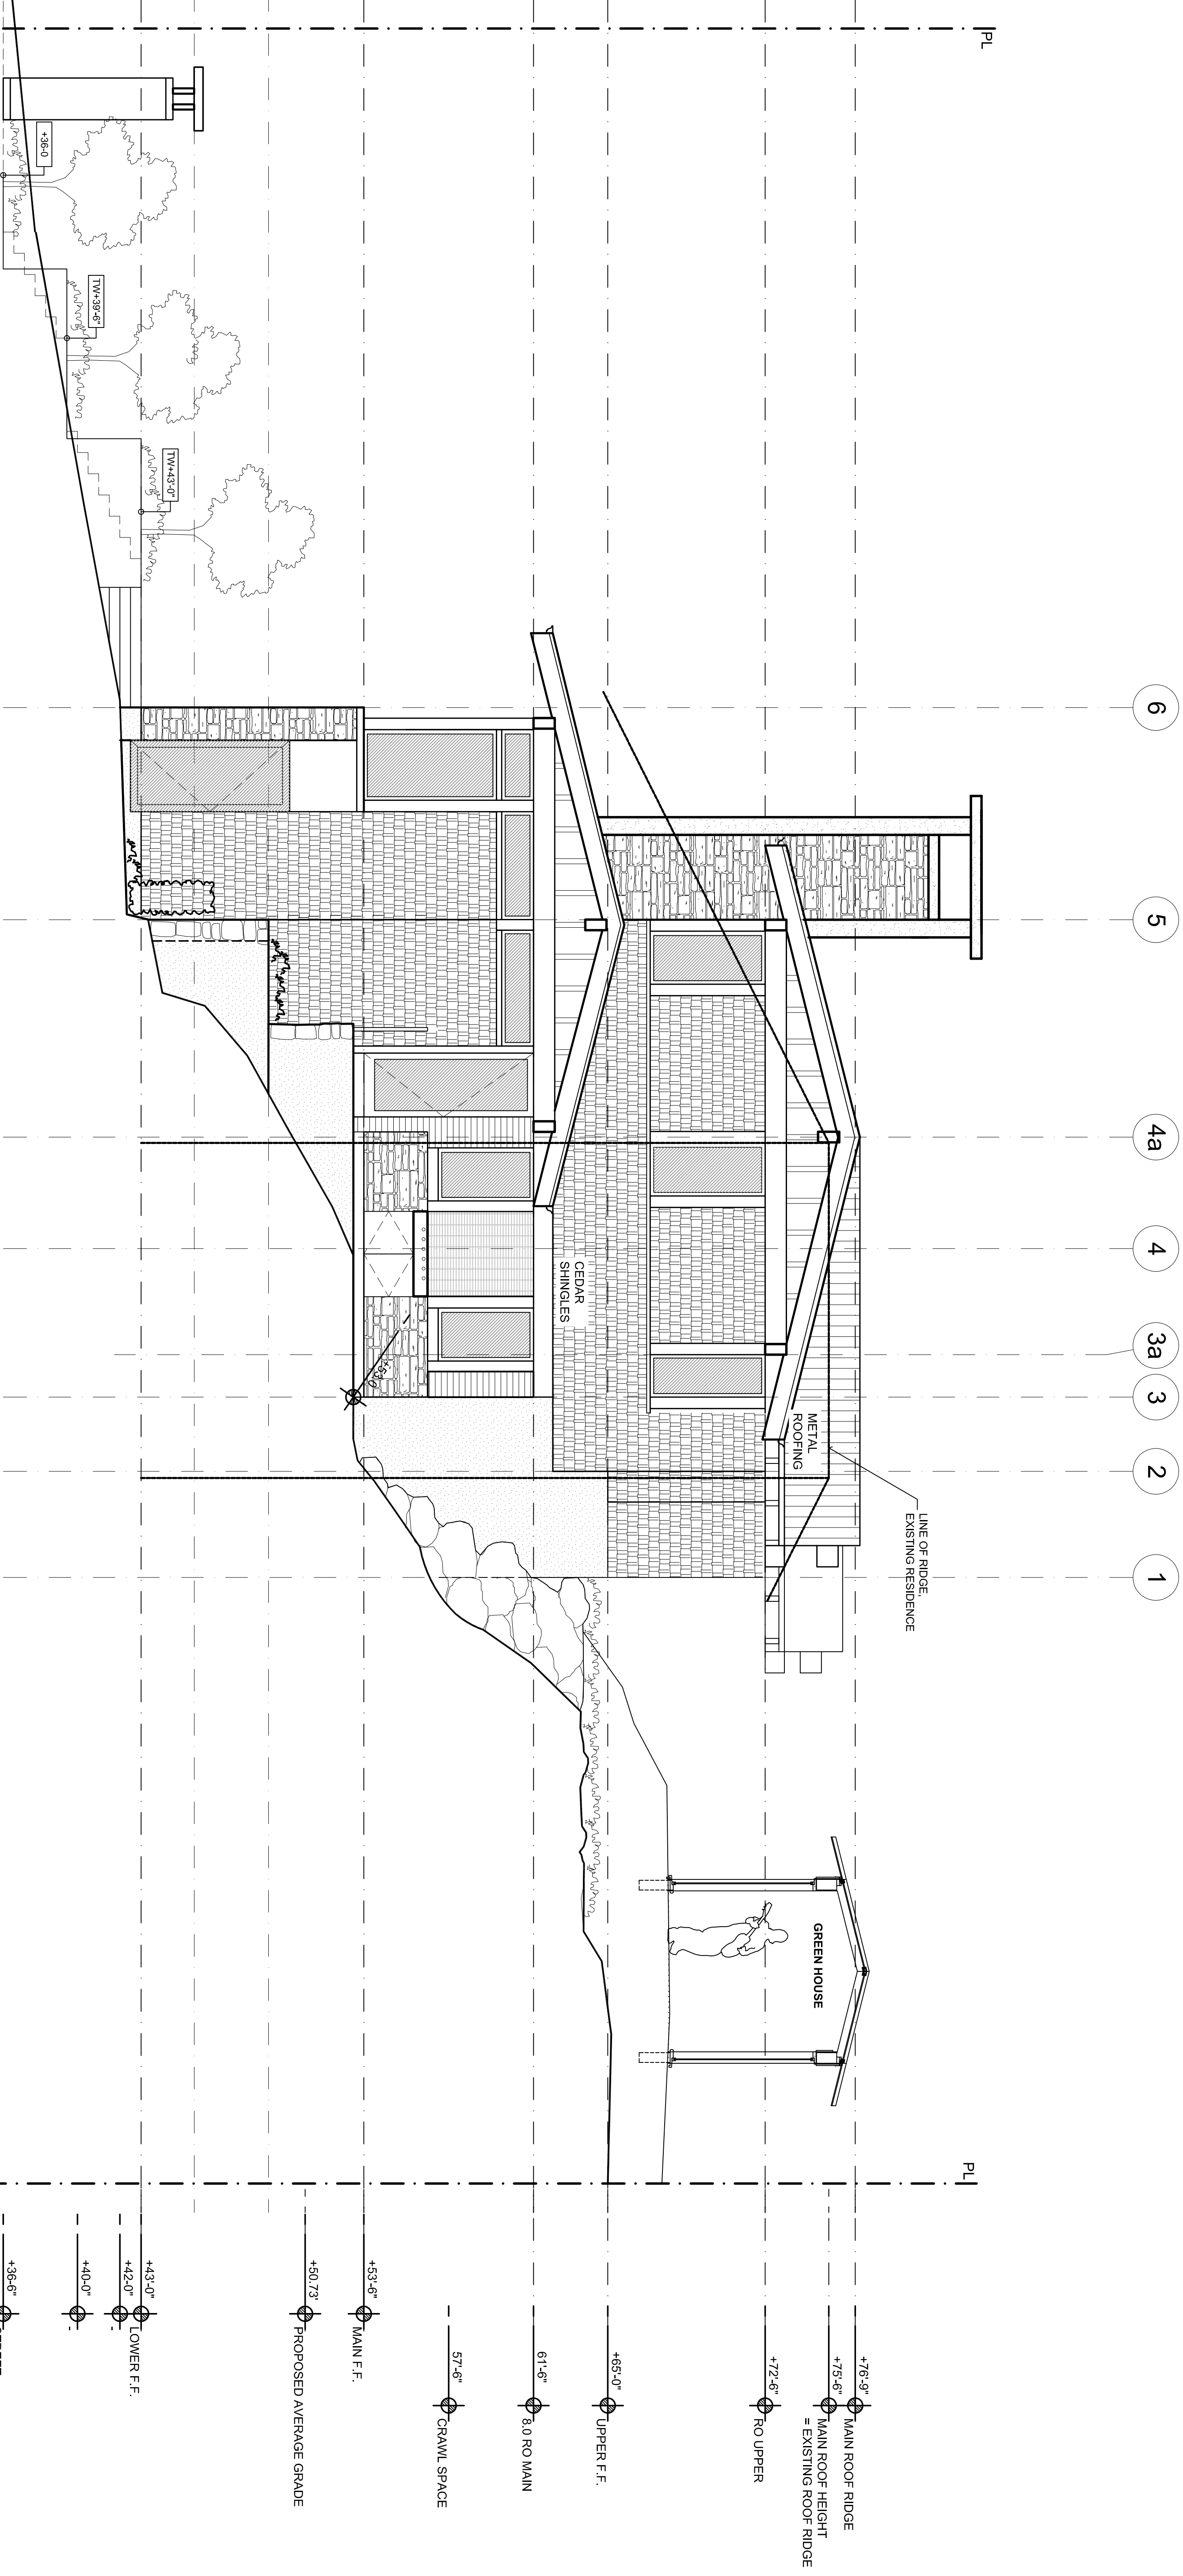 PL
6
5
4a
4
3a
3
2
1
LINE OF RIDGE,
EXISTING RESIDENCE
METAL
ROOFING
CEDAR
SHINGLES
GREEN HOUSE
+36-0
TW+39'-6"
TW+43'-0"
+53'0
PL
+76'-9"
MAIN ROOF RIDGE
+75'-6"
MAIN ROOF HEIGHT
= EXISTING ROOF RIDGE
+72'-6"
RO UPPER
+65'-0"
UPPER F.F.
61'-6"
8.0 RO MAIN
57'-6"
CRAWL SPACE
+53'-6"
MAIN F.F.
+50.73'
PROPOSED AVERAGE GRADE
+43'-0"
LOWER F.F.
+42-0"
-
+40-0"
-
+36-6"